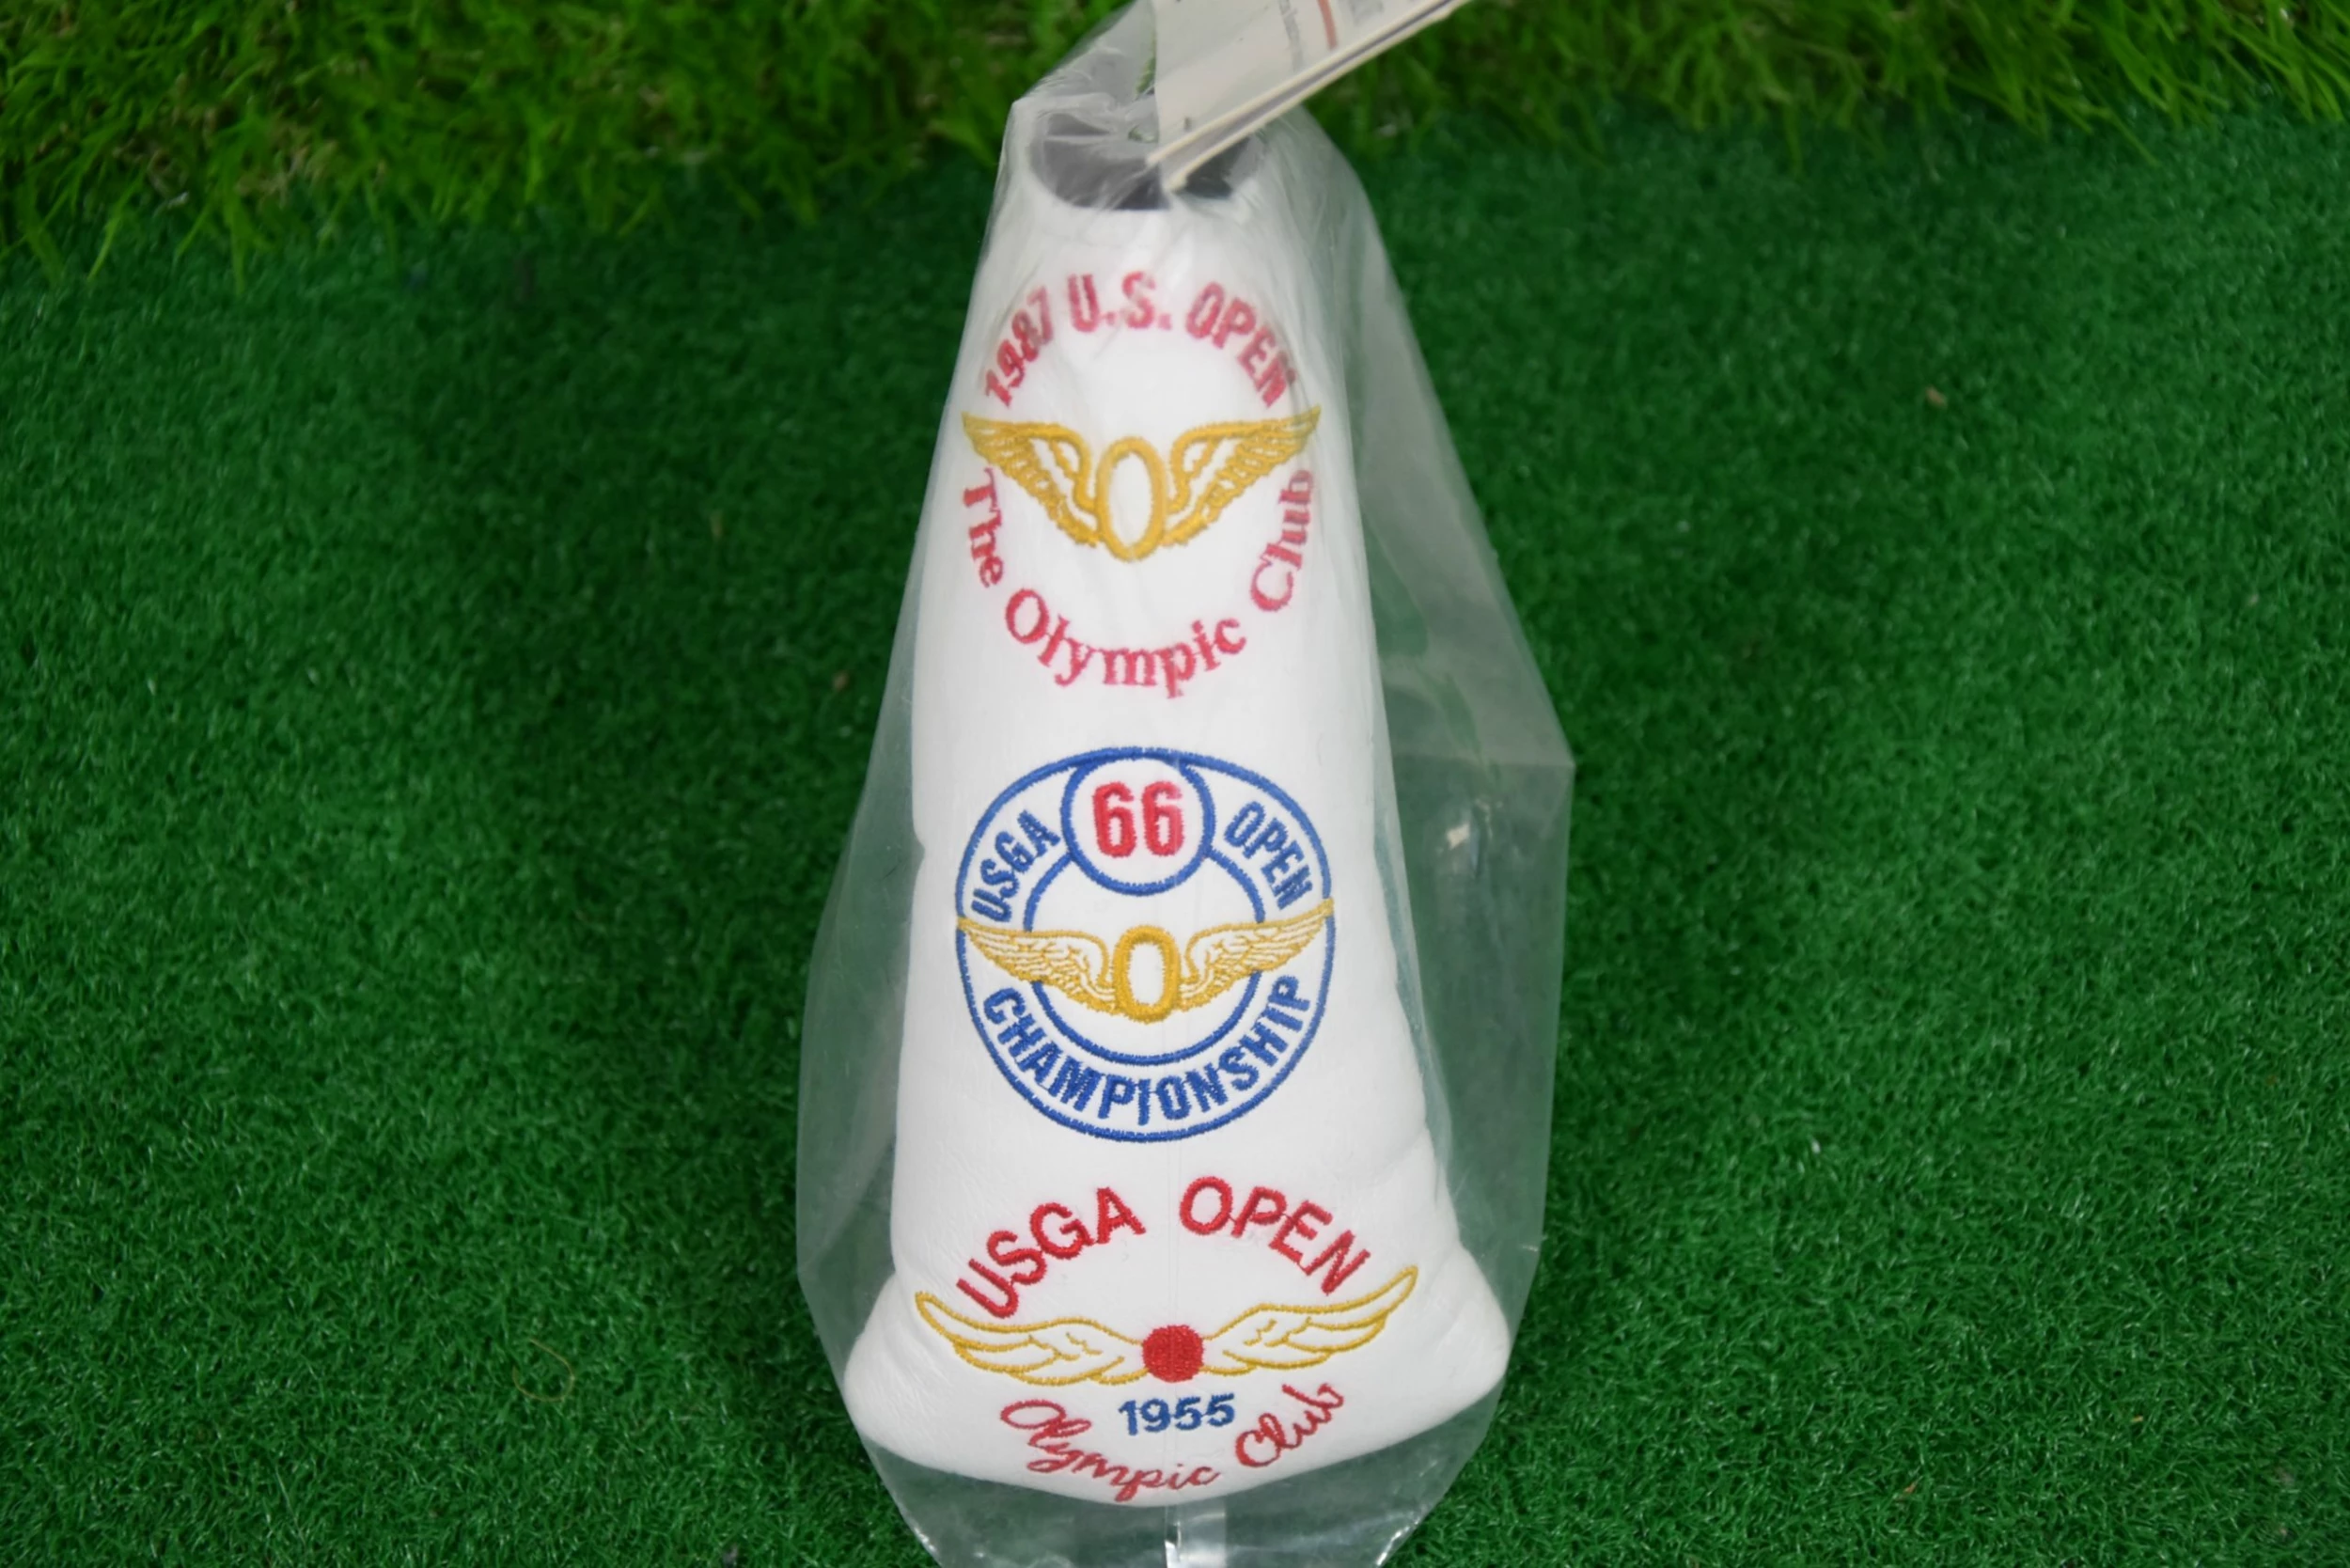 1987 U.S. OPEN
The Olympic Club
66
USGA OPEN
CHAMPIONSHIP
USGA OPEN
1955
Olympic Club